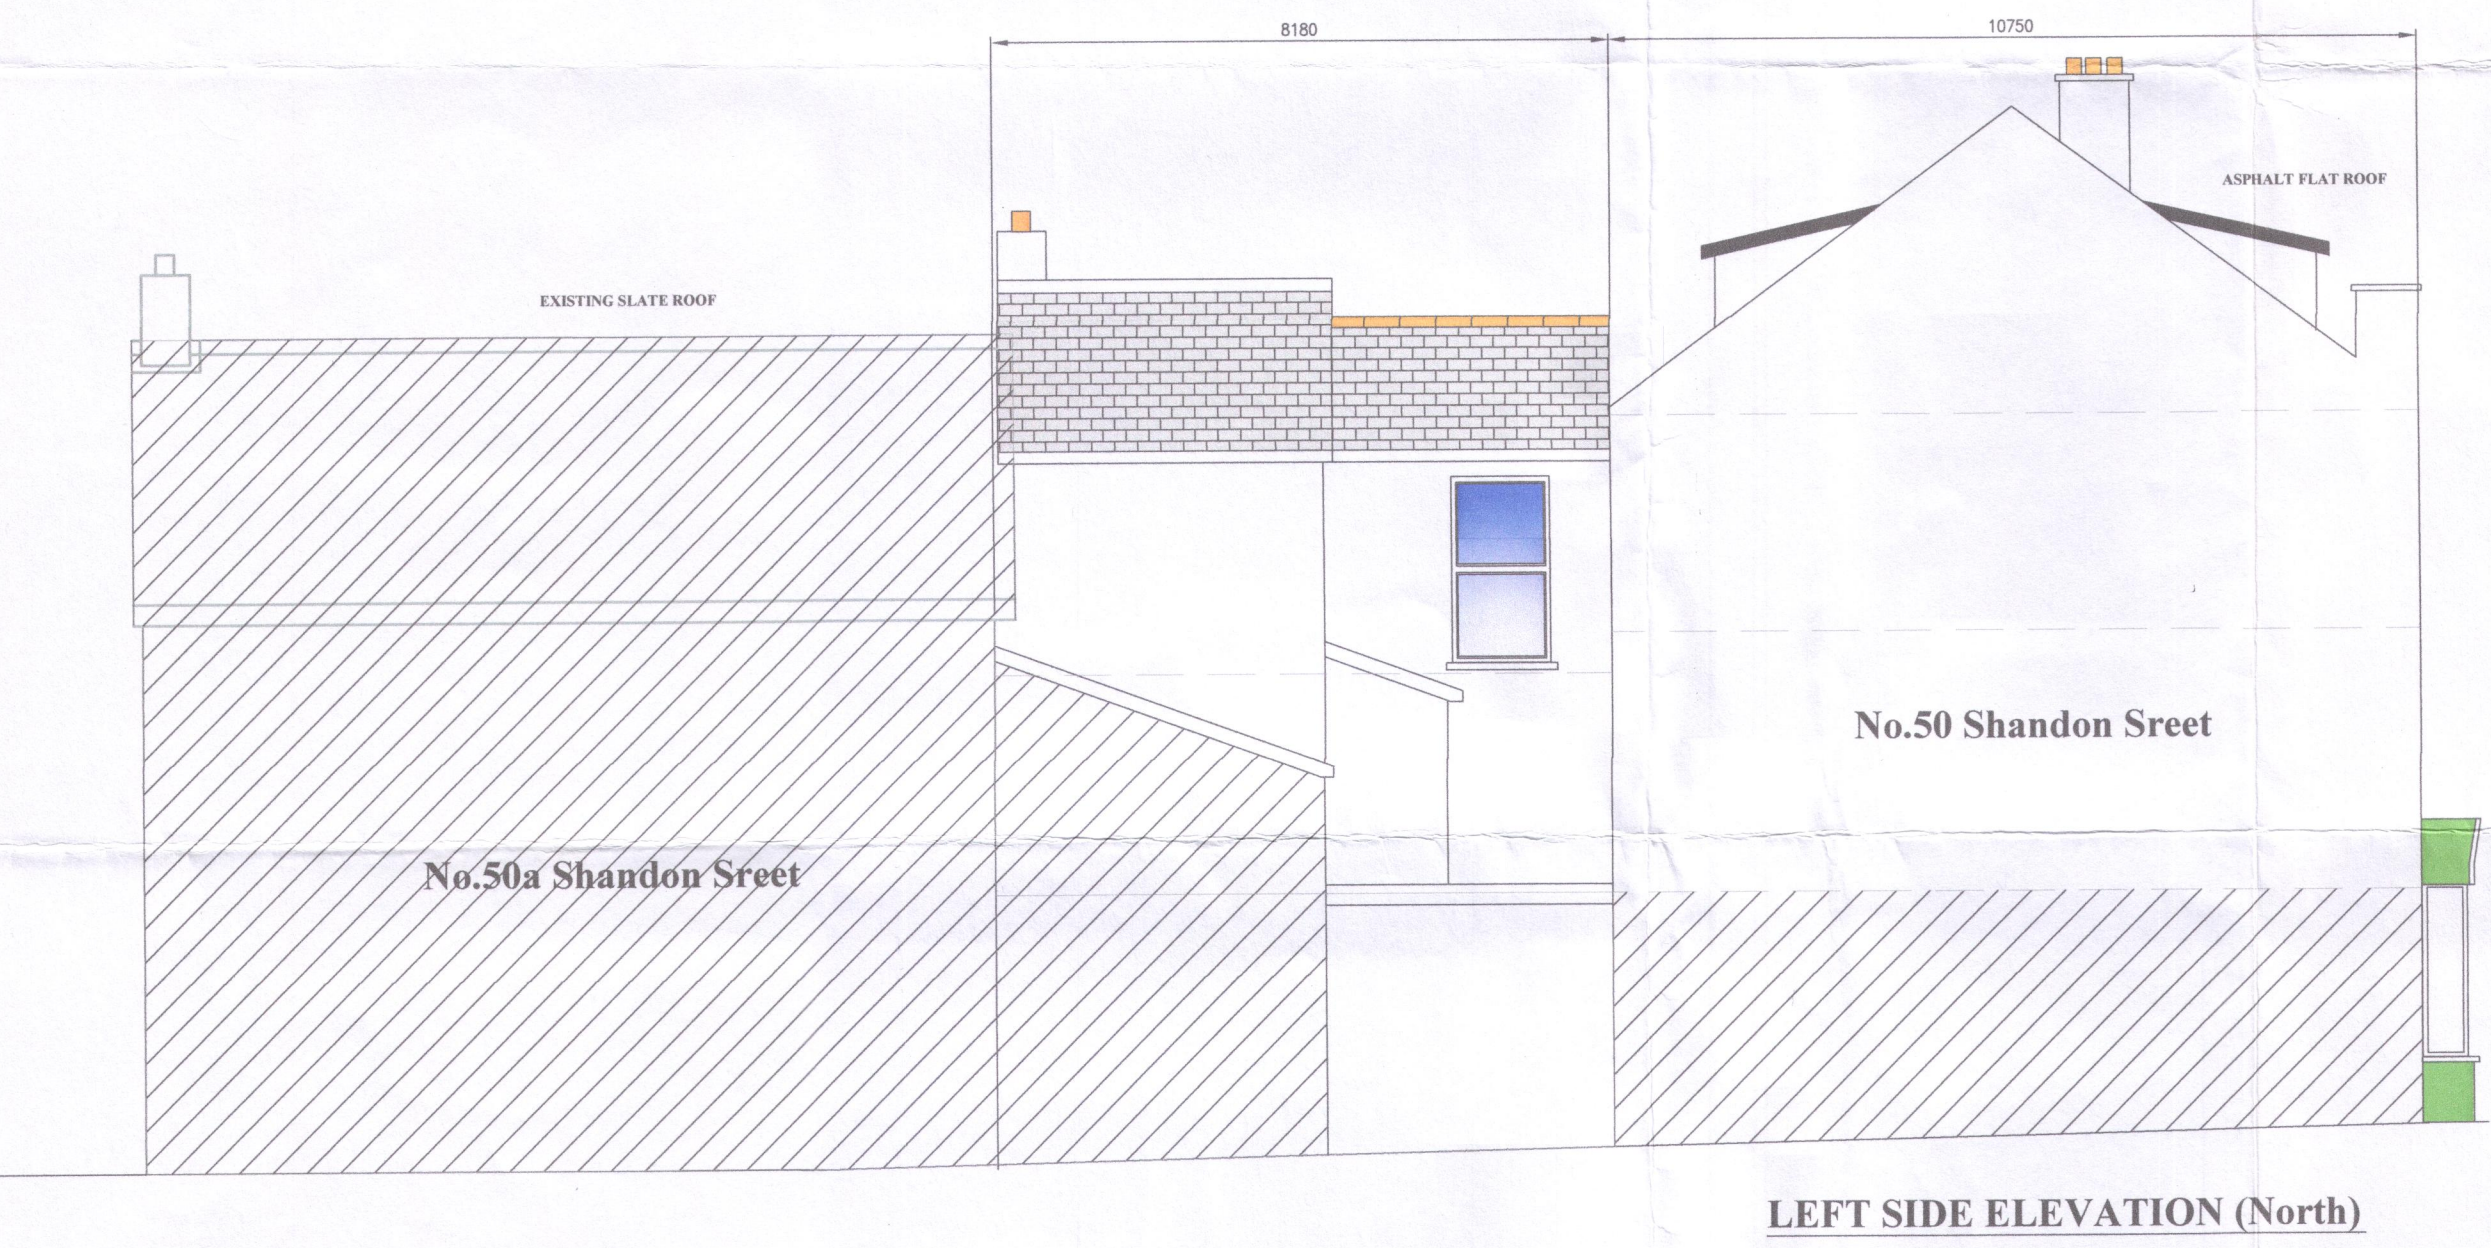 8180
10750
ASPHALT FLAT ROOF
EXISTING SLATE ROOF
No.50 Shandon Sreet
No.50a Shandon Sreet
LEFT SIDE ELEVATION (North)